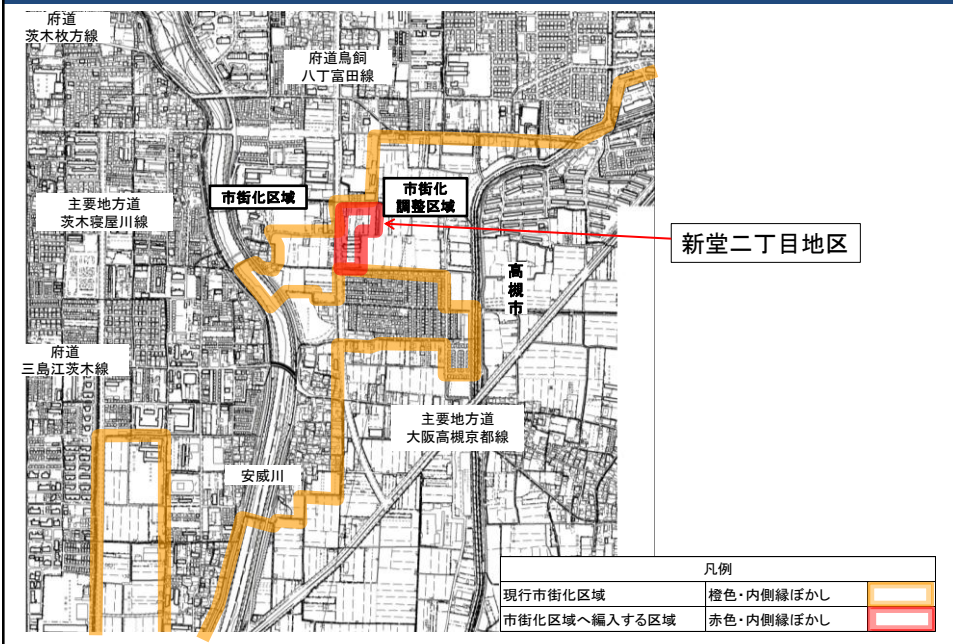 府道
茨木枚方線
府道鳥飼
八丁富田線
市街化区域
市街化
調整区域
主要地方道
茨木寝屋川線
新堂二丁目地区
高槻市
府道
三島江茨木線
主要地方道
大阪高槻京都線
安威川
凡例
現行市街化区域 橙色・内側縁ぼかし
市街化区域へ編入する区域 赤色・内側縁ぼかし